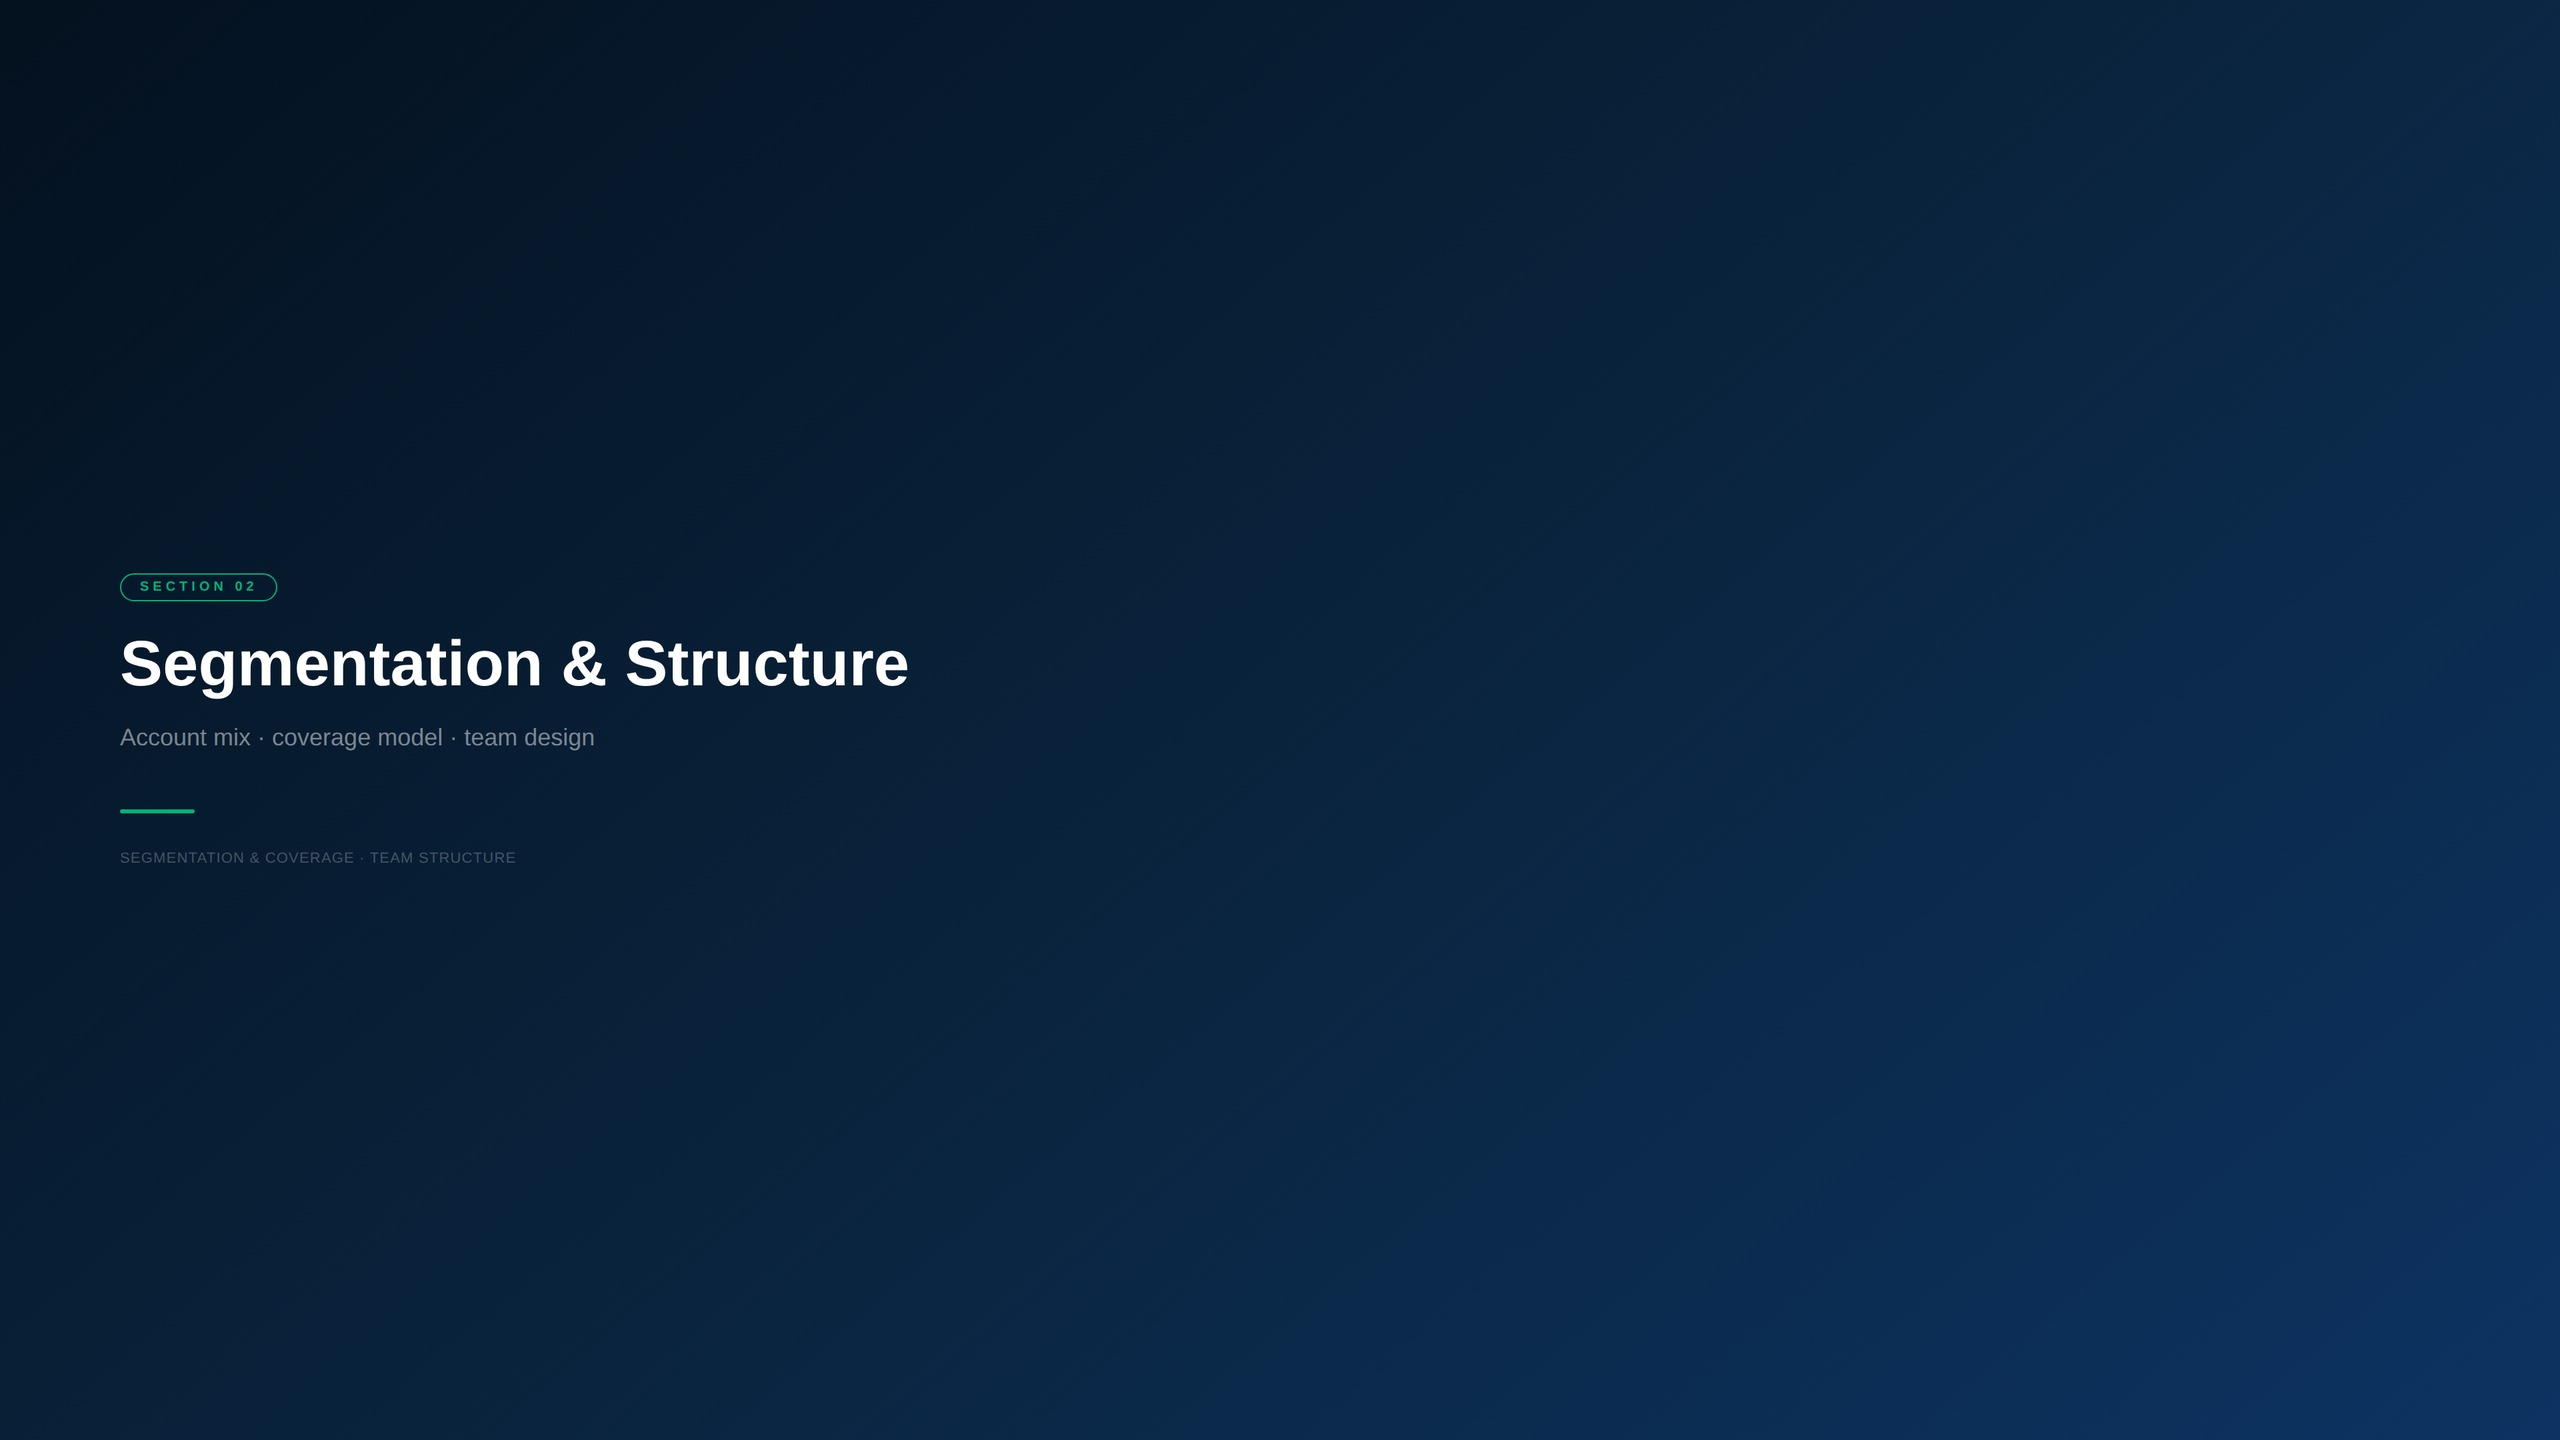 SECTION 02
Segmentation & Structure
Account mix · coverage model · team design
SEGMENTATION & COVERAGE · TEAM STRUCTURE